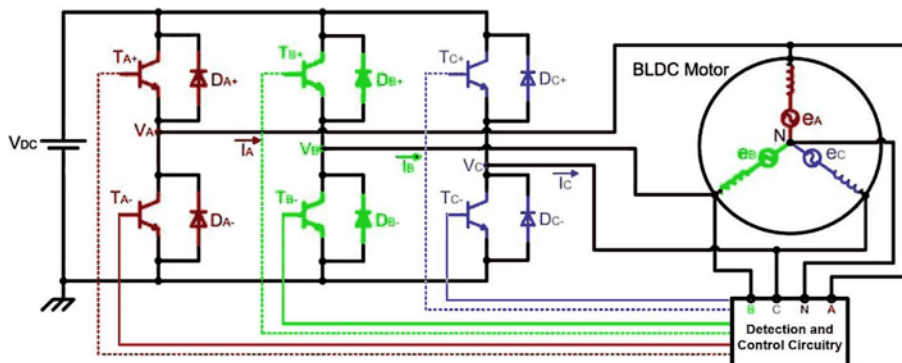 TA+
DA+
TB+
DB+
TC+
DC+
BLDC Motor
VDC
VA
IA
VB
IB
VC
IC
N
eA
eB
eC
TA-
DA-
TB-
DB-
TC-
DC-
B C N A
Detection and
Control Circuitry